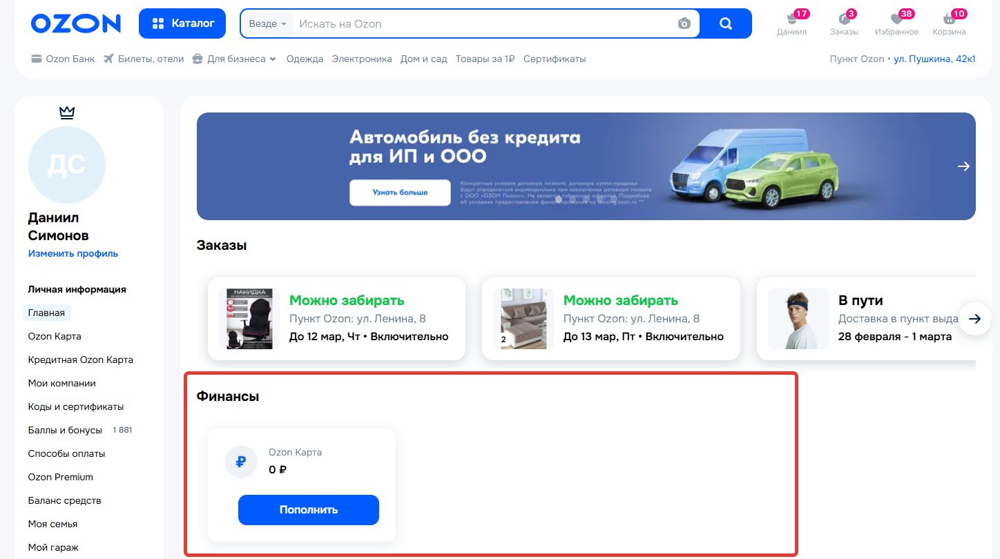 OZON
Каталог
Везде
Искать на Ozon
17
Даниил
3
Заказы
38
Избранное
10
Корзина
Ozon Банк
Билеты, отели
Для бизнеса
Одежда
Электроника
Дом и сад
Товары за 1₽
Сертификаты
Пункт Ozon • ул. Пушкина, 42к1
ДС
Даниил
Симонов
Изменить профиль
Личная информация
Главная
Ozon Карта
Кредитная Ozon Карта
Мои компании
Коды и сертификаты
Баллы и бонусы 1 881
Способы оплаты
Ozon Premium
Баланс средств
Моя семья
Мой гараж
Автомобиль без кредита
для ИП и ООО
Узнать больше
Конкретные условия договора лизинга, договора купли-продажи
будут определяться индивидуально при заключении договора лизинга
с ООО «ОЗОН Лизинг». Не является публичной офертой. Подробнее
об условиях предоставления финансирования на leasing.ozon.ru **
Заказы
НАКИДКА
УНИВЕРСАЛЬНАЯ
Можно забирать
Пункт Ozon: ул. Ленина, 8
До 12 мар, Чт • Включительно
2
Можно забирать
Пункт Ozon: ул. Ленина, 8
До 13 мар, Пт • Включительно
В пути
Доставка в пункт выда
28 февраля - 1 марта
Финансы
₽
Ozon Карта
0 ₽
Пополнить